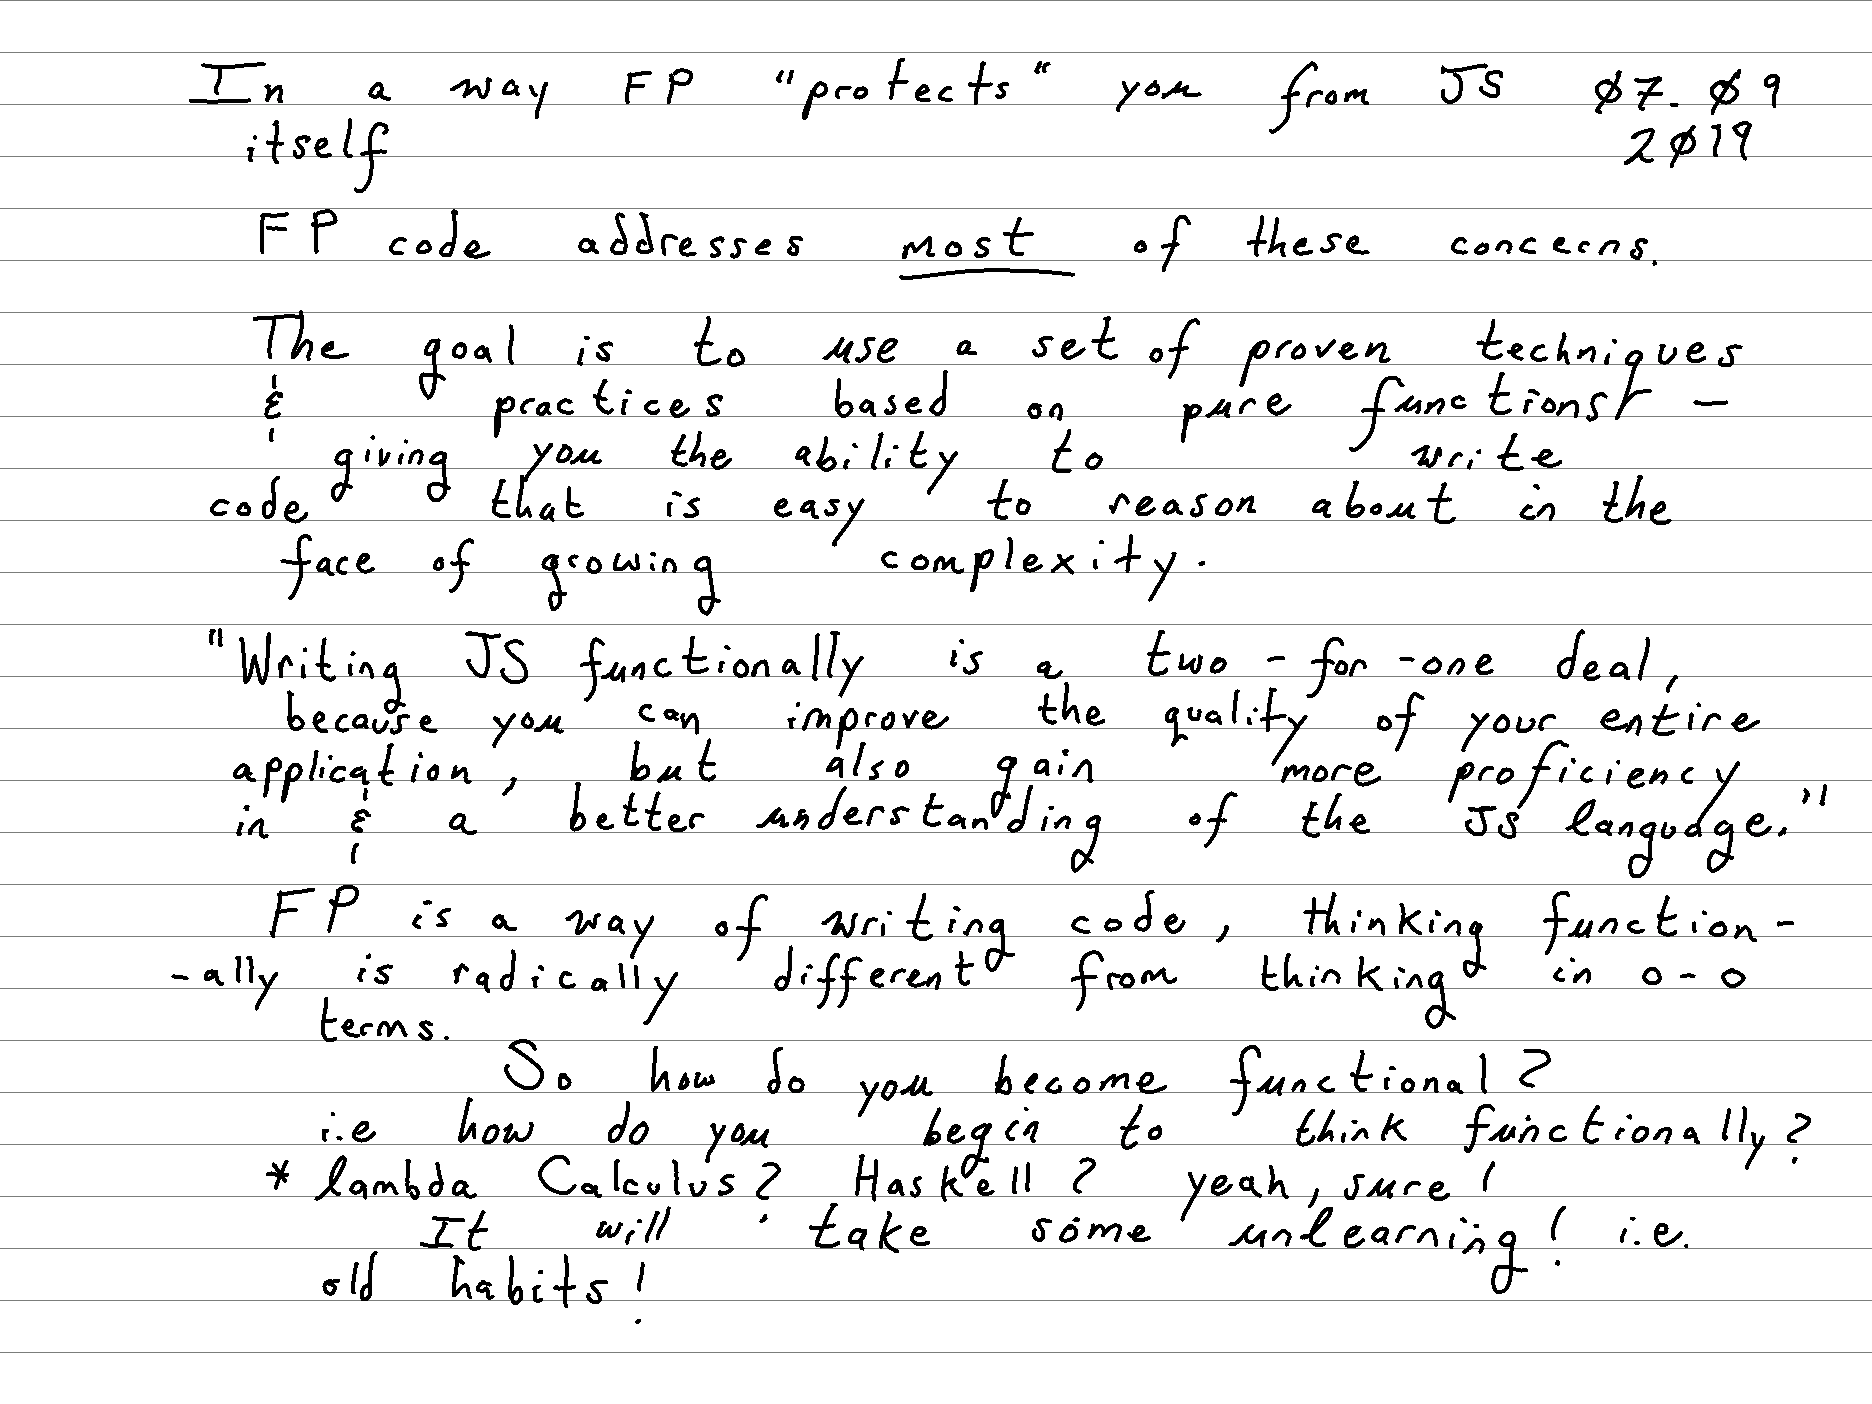 In a way FP "protects" you from JS Ø7. Ø9
itself 2Ø19
FP code addresses most of these concerns.
The goal is to use a set of proven techniques
& practices based on pure functions —
giving you the ability to write
code that is easy to reason about in the
face of growing complexity.
"Writing JS functionally is a two-for-one deal,
because you can improve the quality of your entire
application, but also gain more proficiency
in & a better understanding of the JS language."
FP is a way of writing code, thinking function-
-ally is radically different from thinking in o-o
terms.
So how do you become functional?
i.e how do you begin to think functionally?
* lambda Calculus? Haskell? yeah, sure!
It will take some unlearning! i.e.
old habits!